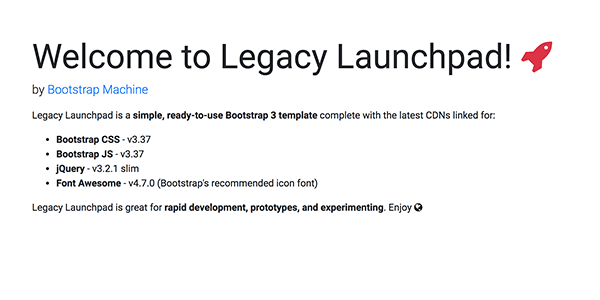 Welcome to Legacy Launchpad!
by Bootstrap Machine
Legacy Launchpad is a simple, ready-to-use Bootstrap 3 template complete with the latest CDNs linked for:
• Bootstrap CSS - v3.37
• Bootstrap JS - v3.37
• jQuery - v3.2.1 slim
• Font Awesome - v4.7.0 (Bootstrap's recommended icon font)
Legacy Launchpad is great for rapid development, prototypes, and experimenting. Enjoy